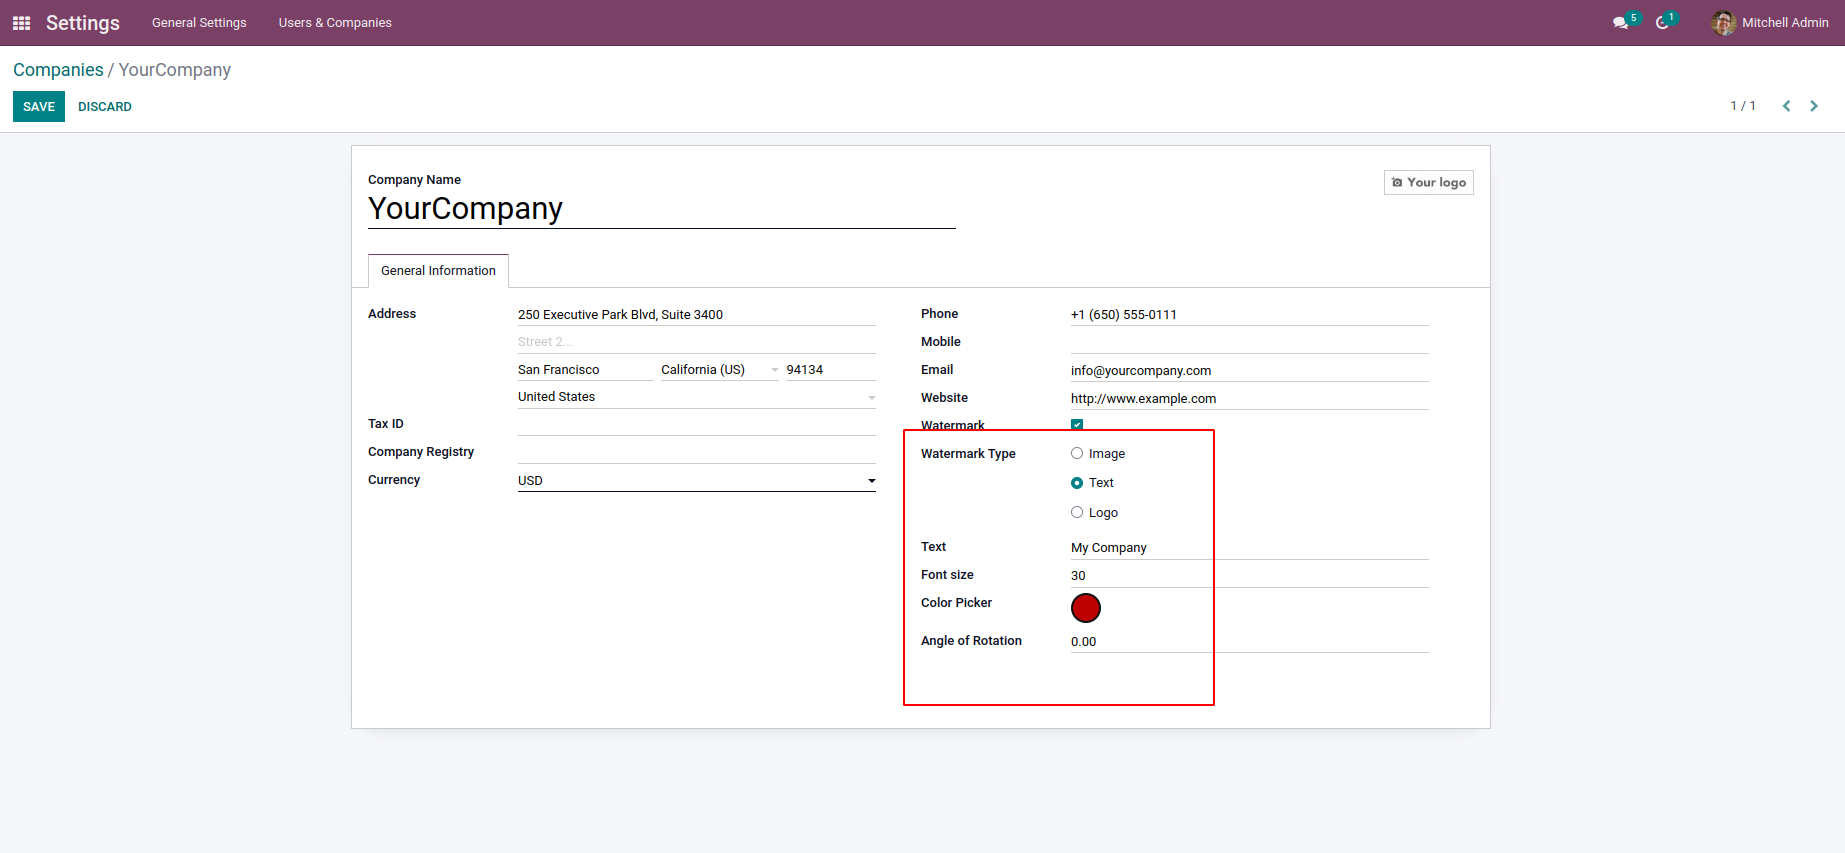 Settings General Settings Users & Companies 5 1 Mitchell Admin
Companies / YourCompany
SAVE DISCARD 1 / 1
Company Name
Your logo
YourCompany
General Information
Address 250 Executive Park Blvd, Suite 3400
Street 2...
San Francisco California (US) 94134
United States
Tax ID
Company Registry
Currency USD
Phone +1 (650) 555-0111
Mobile
Email info@yourcompany.com
Website http://www.example.com
Watermark
Watermark Type Image
Text
Logo
Text My Company
Font size 30
Color Picker
Angle of Rotation 0.00